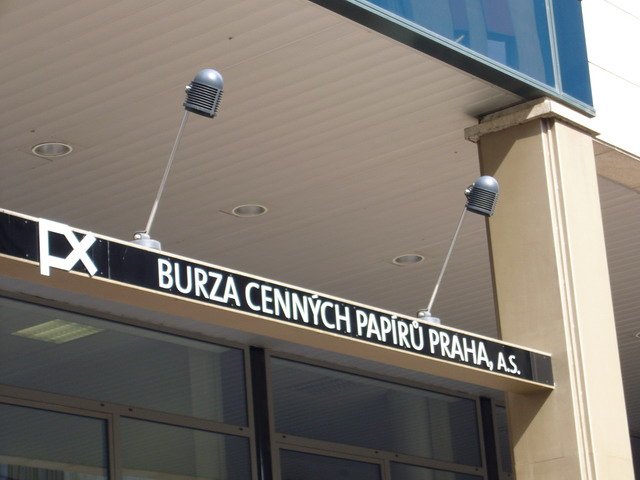 PX BURZA CENNÝCH PAPÍRŮ PRAHA, A.S.